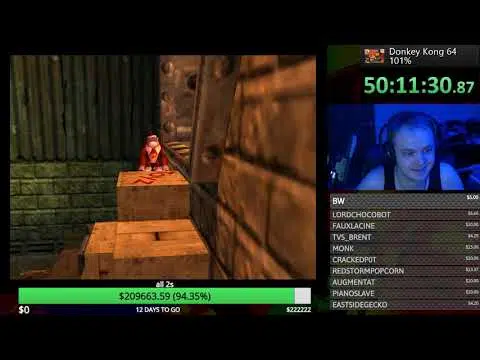 Donkey Kong 64
101%
50:11:30.87
BW $5.00
LORDCHOCOBOT
FAUXLACINE
TVS_BRENT
MONK
CRACKEDP0T
REDSTORMPOPCORN
AUGMENTAT
PIANOSLAVE
EASTSIDEGECKO
all 2s
$209663.59 (94.35%)
$0 12 DAYS TO GO $222222